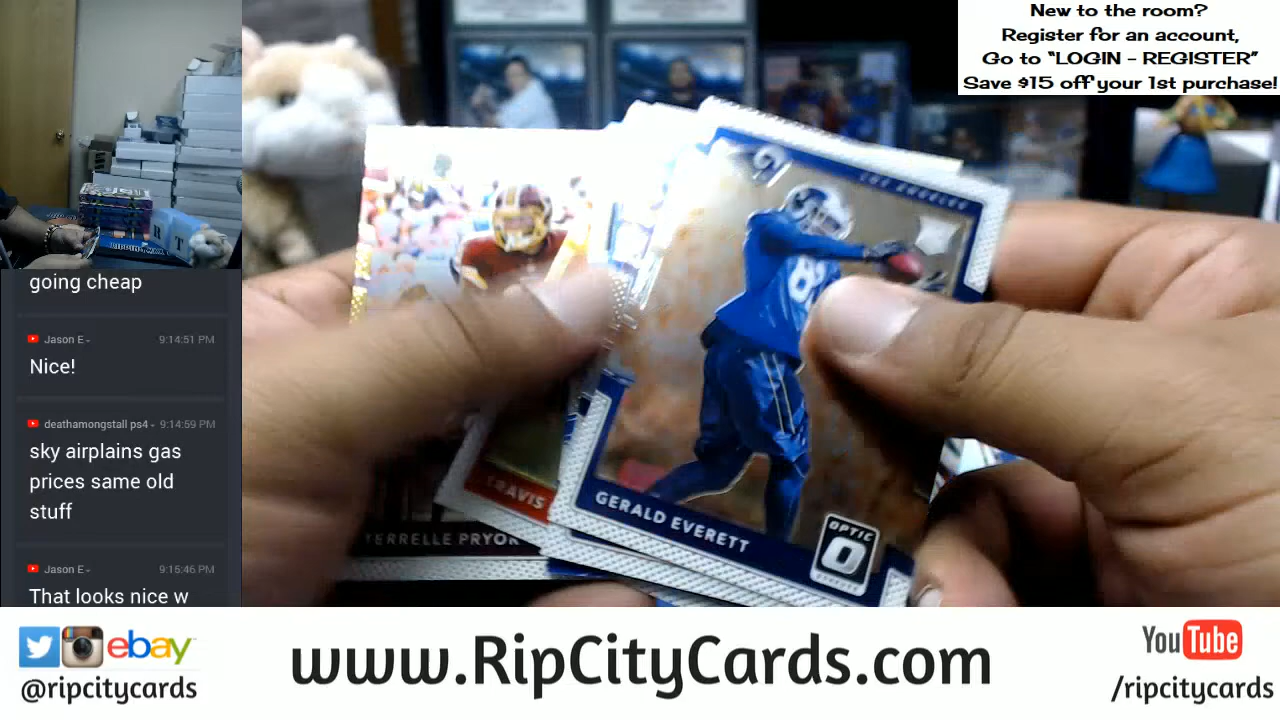 New to the room?
Register for an account,
Go to “LOGIN - REGISTER”
Save $15 off your 1st purchase!
going cheap
Jason E
9:14:51 PM
Nice!
deathamongstall ps4
9:14:59 PM
sky airplains gas
prices same old
stuff
Jason E
9:15:46 PM
That looks nice w
LOS ANGELES
GERALD EVERETT
OPTIC
TRAVIS
TERRELLE PRYOR
ebay
@ripcitycards
www.RipCityCards.com
YouTube
/ripcitycards